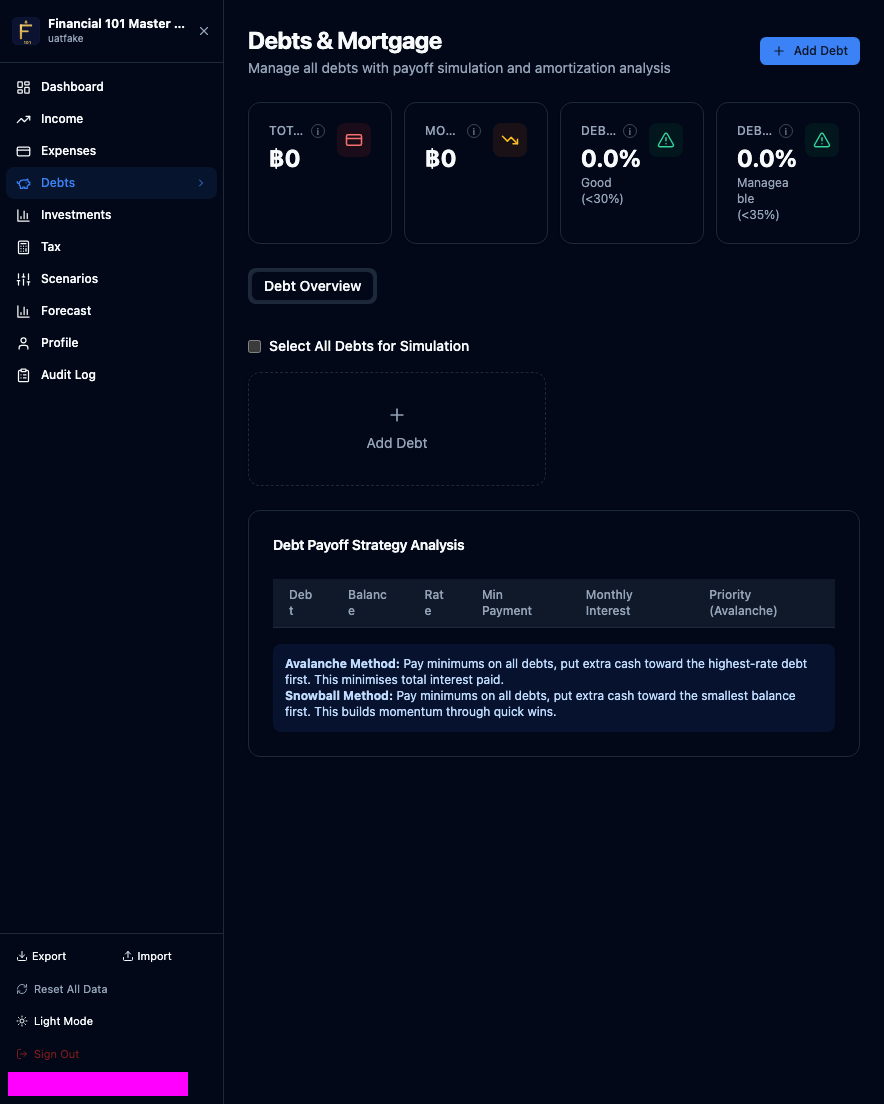 Financial 101 Master ...
uatfake
Dashboard
Income
Expenses
Debts
Investments
Tax
Scenarios
Forecast
Profile
Audit Log
Export
Import
Reset All Data
Light Mode
Sign Out
Debts & Mortgage
Manage all debts with payoff simulation and amortization analysis
+ Add Debt
TOT...
฿0
MO...
฿0
DEB...
0.0%
Good
(<30%)
DEB...
0.0%
Managea
ble
(<35%)
Debt Overview
Select All Debts for Simulation
+
Add Debt
Debt Payoff Strategy Analysis
Deb
t
Balanc
e
Rat
e
Min
Payment
Monthly
Interest
Priority
(Avalanche)
Avalanche Method: Pay minimums on all debts, put extra cash toward the highest-rate debt
first. This minimises total interest paid.
Snowball Method: Pay minimums on all debts, put extra cash toward the smallest balance
first. This builds momentum through quick wins.